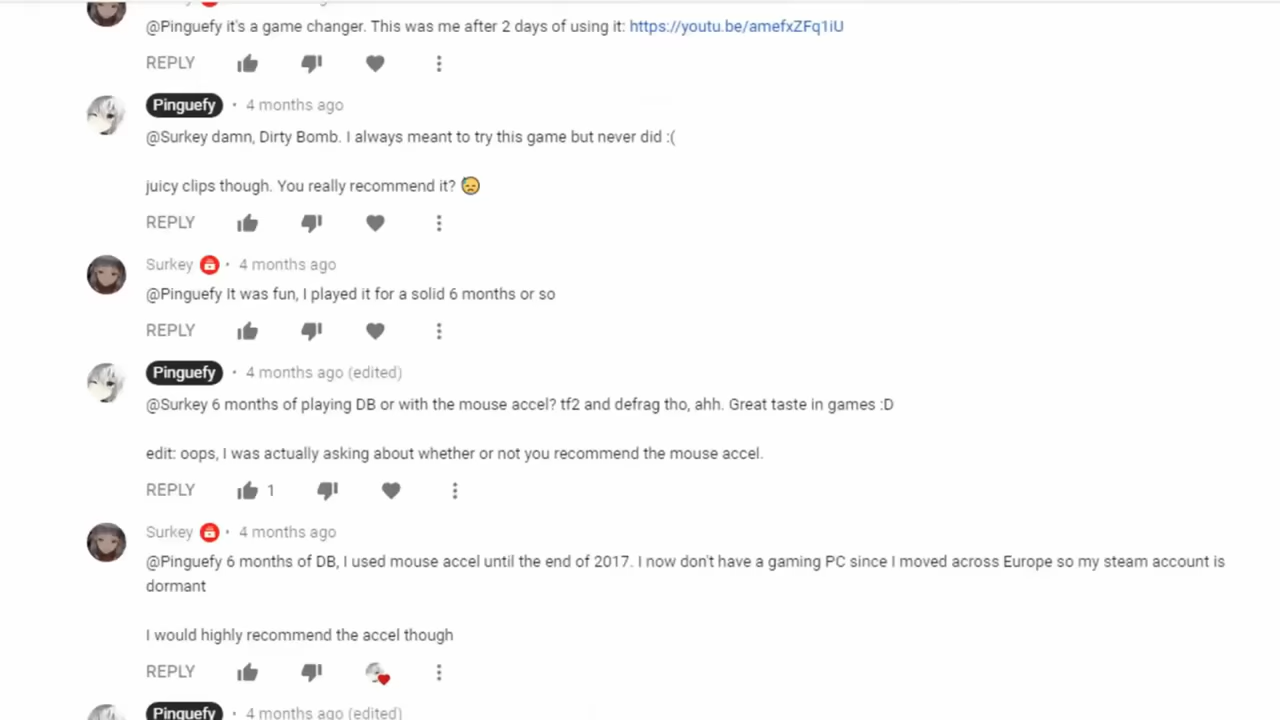 @Pinguefy it's a game changer. This was me after 2 days of using it: https://youtu.be/amefxZFq1iU
REPLY
Pinguefy • 4 months ago
@Surkey damn, Dirty Bomb. I always meant to try this game but never did :(
juicy clips though. You really recommend it? 😓
REPLY
Surkey • 4 months ago
@Pinguefy It was fun, I played it for a solid 6 months or so
REPLY
Pinguefy • 4 months ago (edited)
@Surkey 6 months of playing DB or with the mouse accel? tf2 and defrag tho, ahh. Great taste in games :D
edit: oops, I was actually asking about whether or not you recommend the mouse accel.
REPLY 1
Surkey • 4 months ago
@Pinguefy 6 months of DB, I used mouse accel until the end of 2017. I now don't have a gaming PC since I moved across Europe so my steam account is
dormant
I would highly recommend the accel though
REPLY
Pinguefy • 4 months ago (edited)